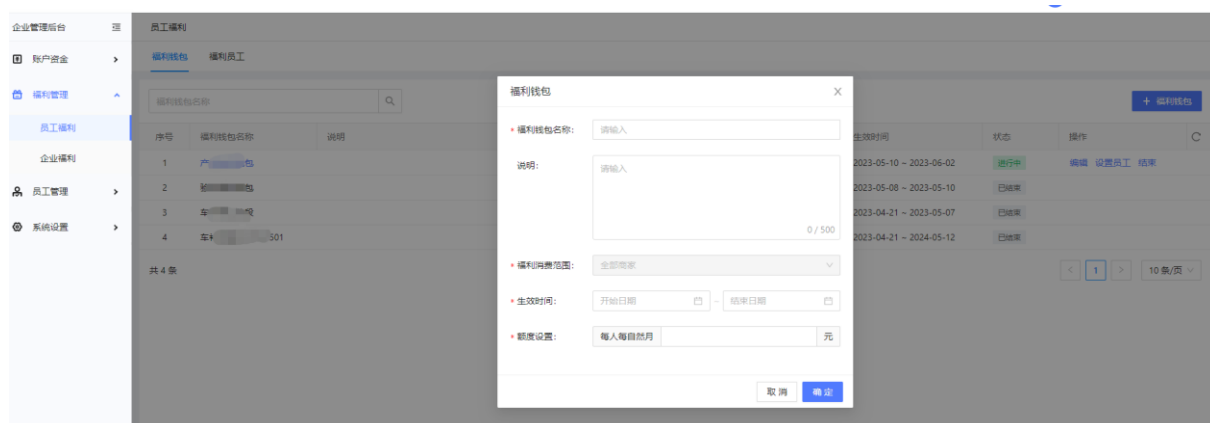 企业管理后台
账户资金
福利管理
员工福利
企业福利
员工管理
系统设置
员工福利
福利钱包 福利员工
福利钱包名称
+ 福利钱包
序号 福利钱包名称 说明 生效时间 状态 操作
1 产 包 2023-05-10 ~ 2023-06-02 进行中 编辑 设置员工 结束
2 包 2023-05-08 ~ 2023-05-10 已结束
3 车 2023-04-21 ~ 2023-05-07 已结束
4 车 501 2023-04-21 ~ 2024-05-12 已结束
共 4 条
1 10 条/页
福利钱包
* 福利钱包名称: 请输入
说明: 请输入
0 / 500
* 福利消费范围: 全部商家
* 生效时间: 开始日期 ~ 结束日期
* 额度设置: 每人每自然月 元
取 消 确 定